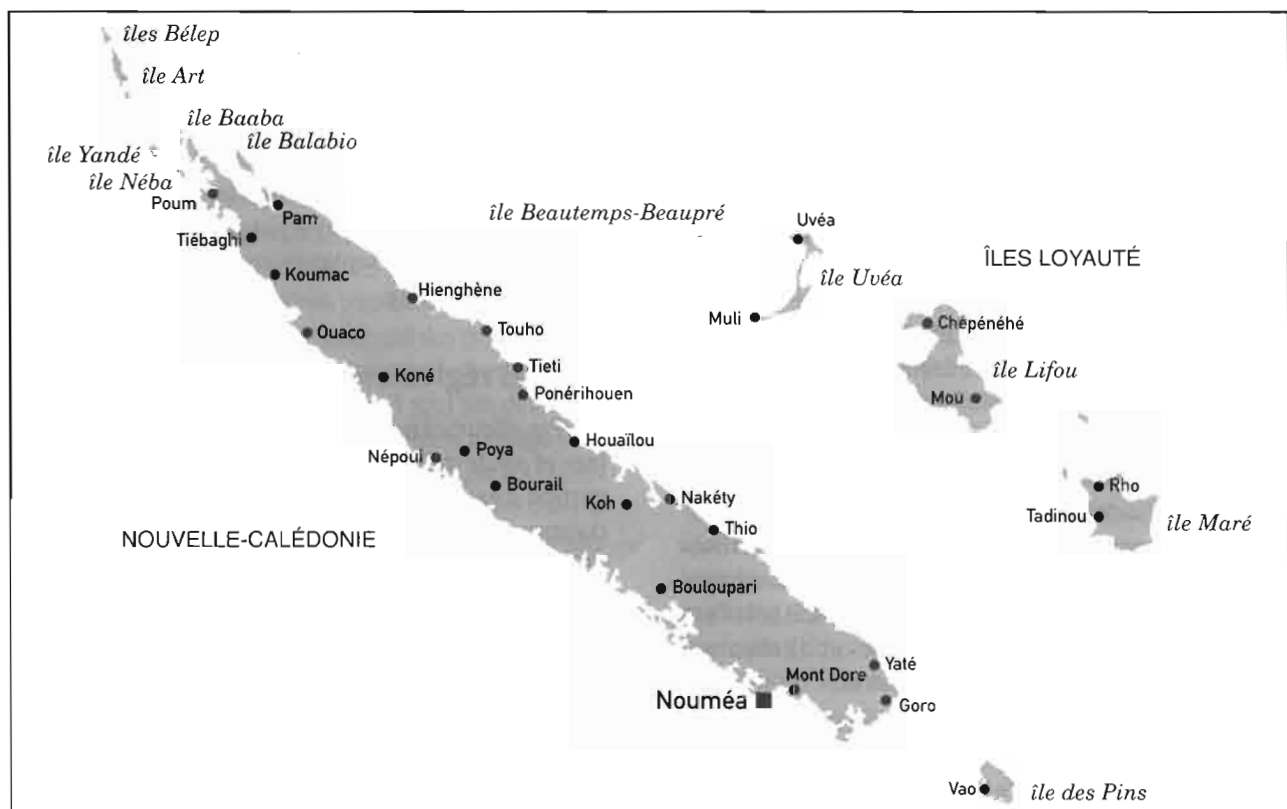 îles Bélep
île Art
île Baaba
île Balabio
île Yandé
île Néba
Poum
Pam
île Beautemps-Beaupré
Uvéa
Tiébaghi
ÎLES LOYAUTÉ
Koumac
île Uvéa
Hienghène
Muli
Chépénéhé
Ouaco
Touho
Tieti
île Lifou
Koné
Mou
Ponérihouen
Houaïlou
Népoui
Poya
Bourail
Rho
Koh
Nakéty
Tadinou
île Maré
Thio
NOUVELLE-CALÉDONIE
Bouloupari
Yaté
Mont Dore
Nouméa
Goro
Vao
île des Pins